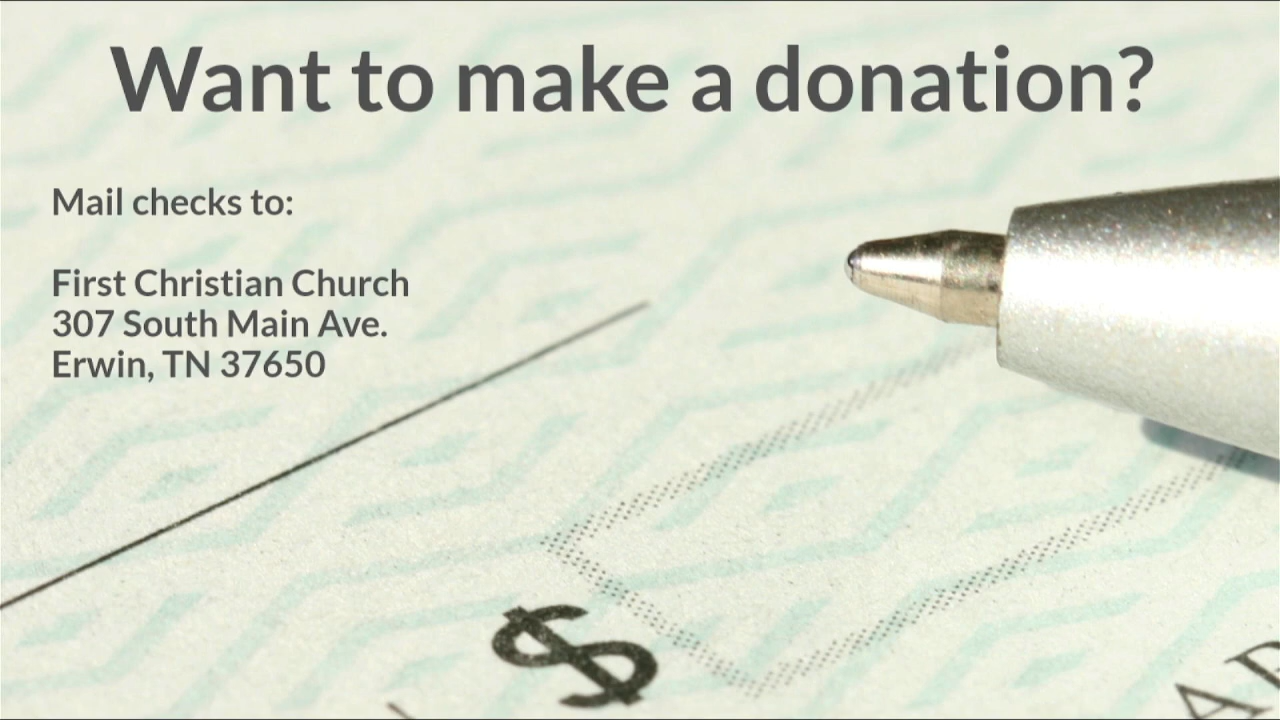 Want to make a donation?
Mail checks to:
First Christian Church
307 South Main Ave.
Erwin, TN 37650
$